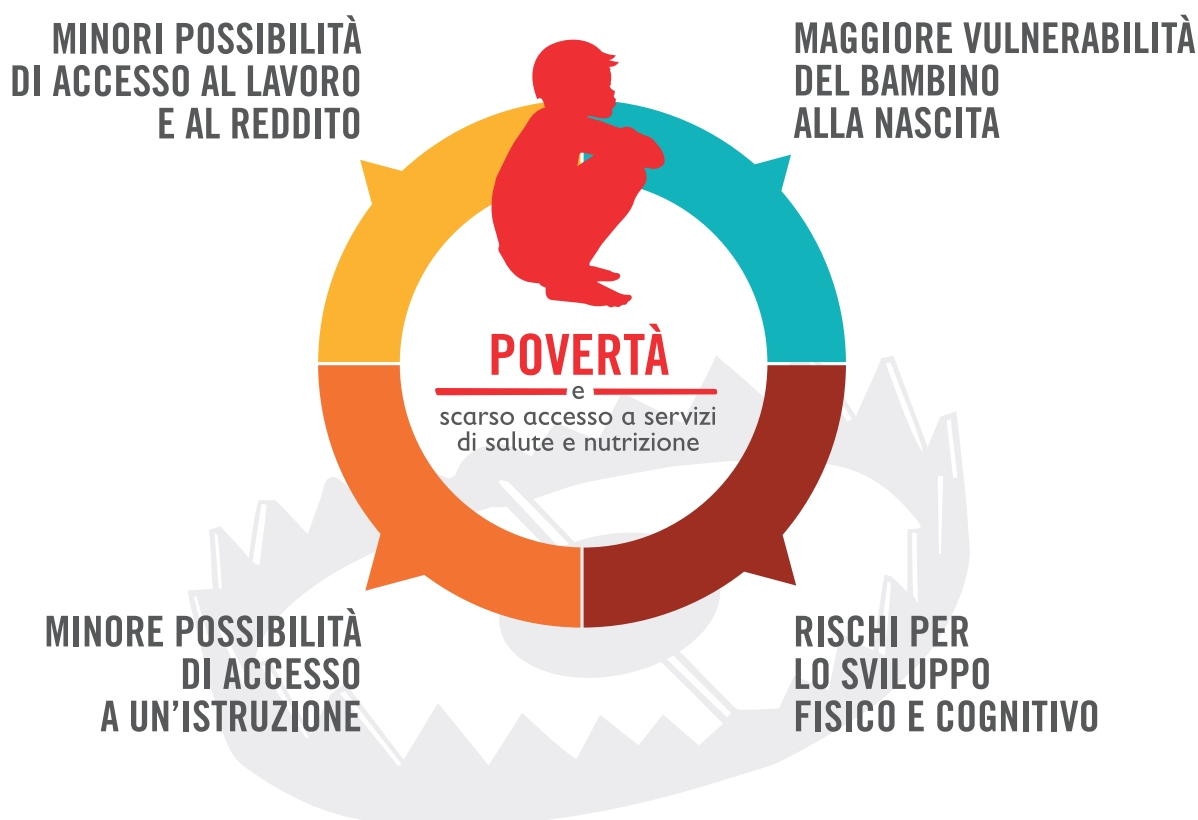 MINORI POSSIBILITÀ
DI ACCESSO AL LAVORO
E AL REDDITO
MAGGIORE VULNERABILITÀ
DEL BAMBINO
ALLA NASCITA
POVERTÀ
e
scarso accesso a servizi
di salute e nutrizione
MINORE POSSIBILITÀ
DI ACCESSO
A UN'ISTRUZIONE
RISCHI PER
LO SVILUPPO
FISICO E COGNITIVO